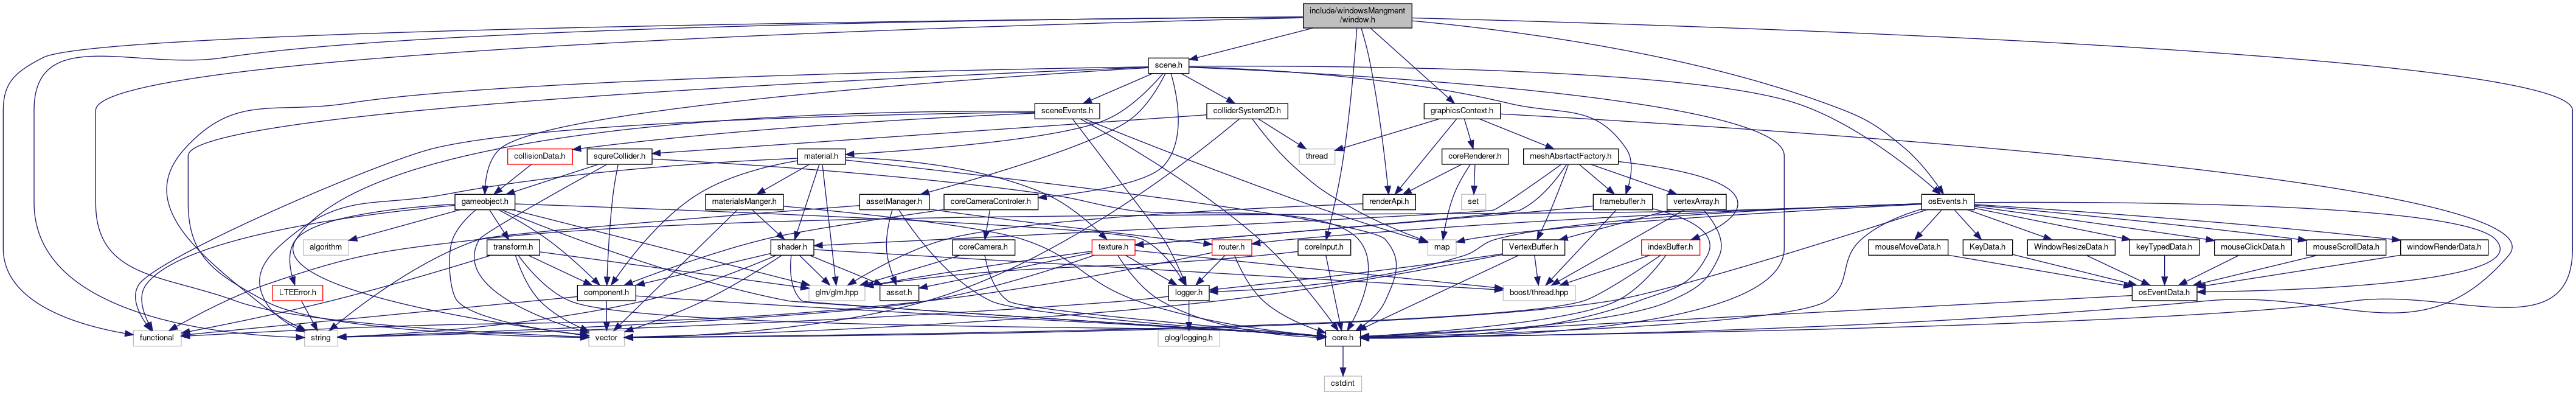 include/windowsMangment
/window.h
scene.h
sceneEvents.h
colliderSystem2D.h
graphicsContext.h
collisionData.h
squreCollider.h
material.h
thread
coreRenderer.h
meshAbsrtactFactory.h
gameobject.h
materialsManger.h
assetManager.h
coreCameraControler.h
renderApi.h
set
framebuffer.h
vertexArray.h
osEvents.h
algorithm
transform.h
shader.h
coreCamera.h
texture.h
router.h
coreInput.h
map
VertexBuffer.h
indexBuffer.h
mouseMoveData.h
KeyData.h
WindowResizeData.h
keyTypedData.h
mouseClickData.h
mouseScrollData.h
windowRenderData.h
LTEError.h
component.h
glm/glm.hpp
asset.h
logger.h
boost/thread.hpp
osEventData.h
functional
string
vector
glog/logging.h
core.h
cstdint